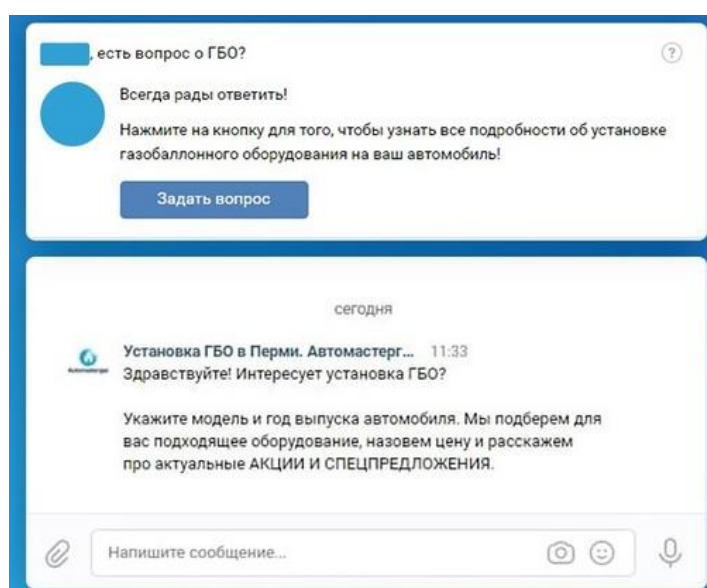 , есть вопрос о ГБО?
Всегда рады ответить!
Нажмите на кнопку для того, чтобы узнать все подробности об установке
газобаллонного оборудования на ваш автомобиль!
Задать вопрос
сегодня
Установка ГБО в Перми. Автомастерг... 11:33
Здравствуйте! Интересует установка ГБО?
Укажите модель и год выпуска автомобиля. Мы подберем для
вас подходящее оборудование, назовем цену и расскажем
про актуальные АКЦИИ И СПЕЦПРЕДЛОЖЕНИЯ.
Напишите сообщение...